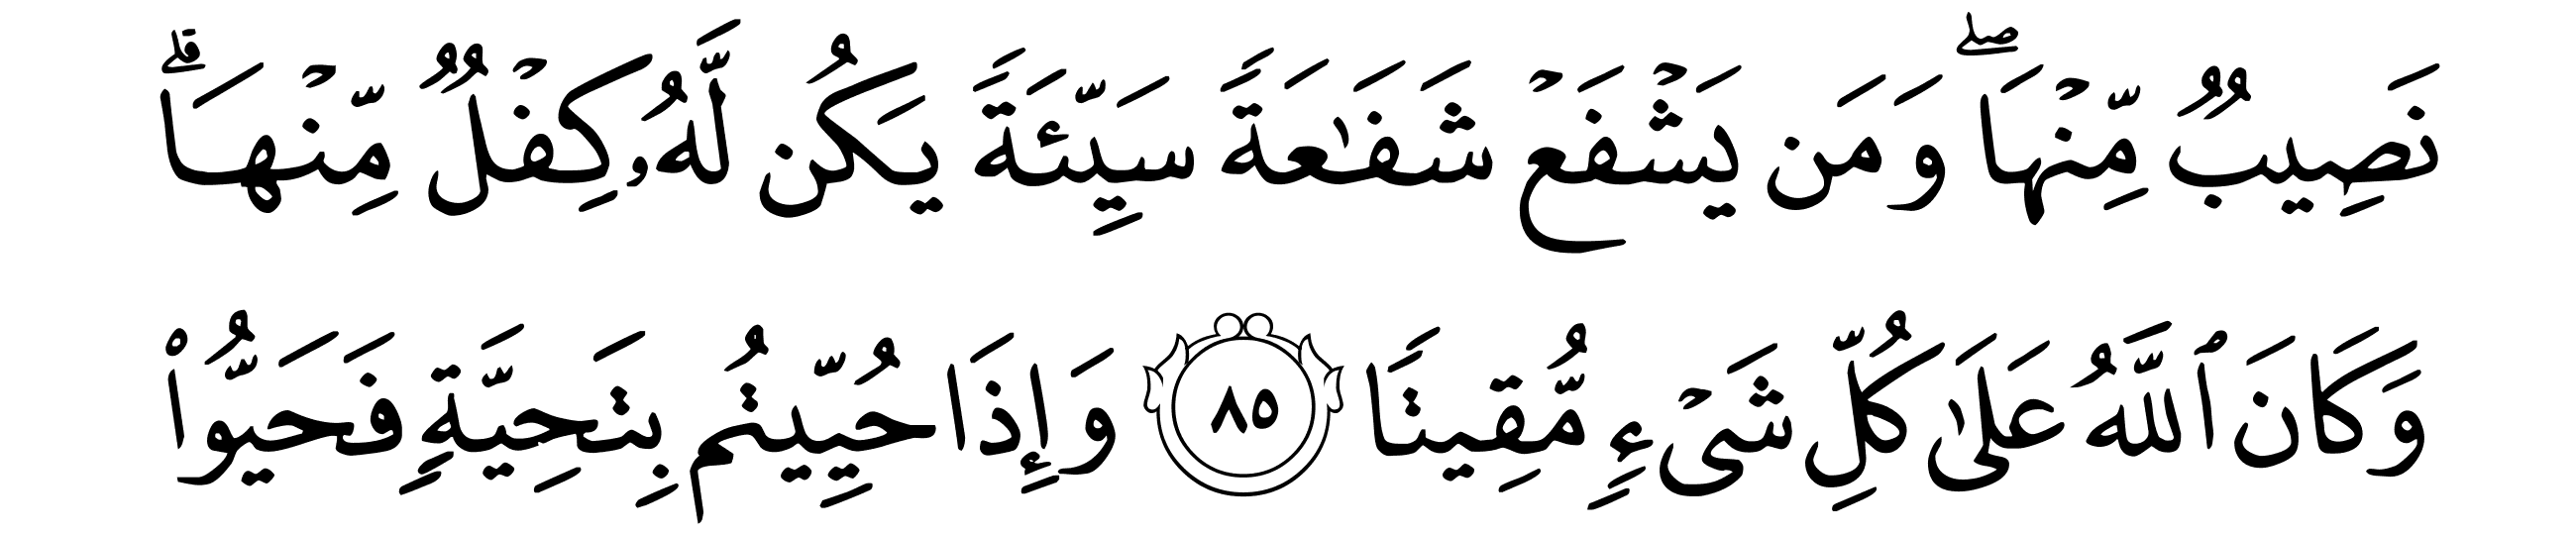 نَصِيبٌ مِّنۡهَاۖ وَمَن يَشۡفَعۡ شَفَٰعَةٗ سَيِّئَةٗ يَكُن لَّهُۥ كِفۡلٞ مِّنۡهَاۗ
وَكَانَ ٱللَّهُ عَلَىٰ كُلِّ شَيۡءٖ مُّقِيتٗا ٨٥ وَإِذَا حُيِّيتُم بِتَحِيَّةٖ فَحَيُّواْ